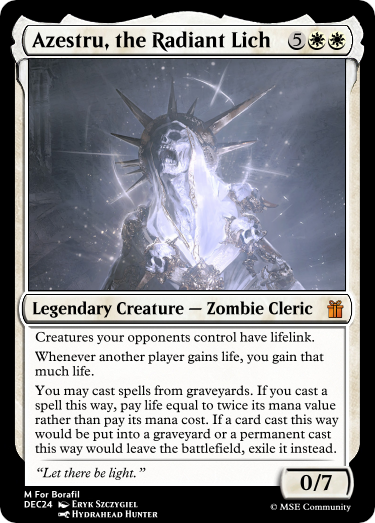 Azestru, the Radiant Lich 5
Legendary Creature — Zombie Cleric
Creatures your opponents control have lifelink.
Whenever another player gains life, you gain that
much life.
You may cast spells from graveyards. If you cast a
spell this way, pay life equal to twice its mana value
rather than pay its mana cost. If a card cast this way
would be put into a graveyard or a permanent cast
this way would leave the battlefield, exile it instead.
“Let there be light.”
0/7
M For Borafil
DEC24 Eryk Szczygieł
Hydrahead Hunter
© MSE Community